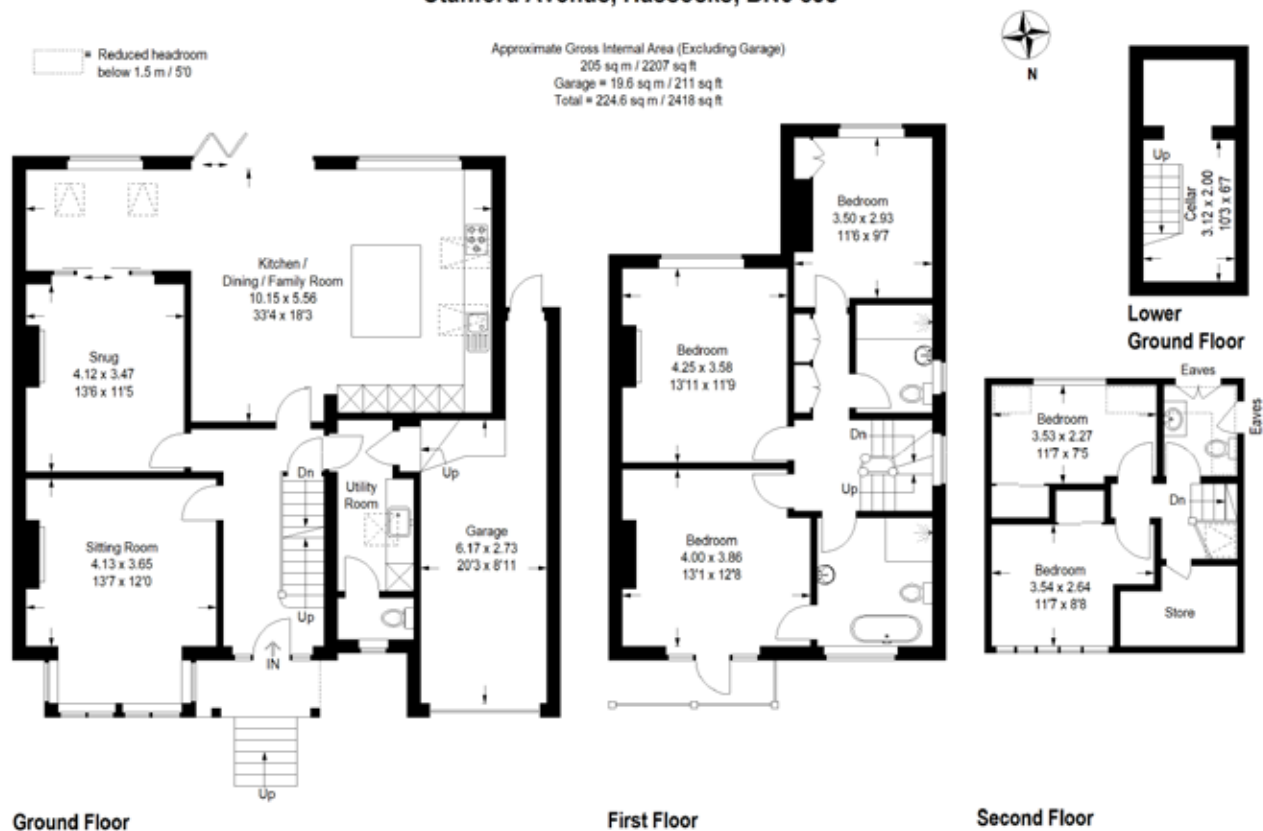 = Reduced headroom
below 1.5 m / 5'0
Approximate Gross Internal Area (Excluding Garage)
205 sq m / 2207 sq ft
Garage = 19.6 sq m / 211 sq ft
Total = 224.6 sq m / 2418 sq ft
N
Kitchen /
Dining / Family Room
10.15 x 5.56
33'4 x 18'3
Snug
4.12 x 3.47
13'6 x 11'5
Sitting Room
4.13 x 3.65
13'7 x 12'0
Dn
Up
IN
Up
Utility
Room
Up
Garage
6.17 x 2.73
20'3 x 8'11
Ground Floor
Bedroom
3.50 x 2.93
11'6 x 9'7
Bedroom
4.25 x 3.58
13'11 x 11'9
Dn
Up
Bedroom
4.00 x 3.86
13'1 x 12'8
First Floor
Up
Cellar
3.12 x 2.00
10'3 x 6'7
Lower
Ground Floor
Eaves
Eaves
Bedroom
3.53 x 2.27
11'7 x 7'5
Dn
Bedroom
3.54 x 2.64
11'7 x 8'8
Store
Second Floor